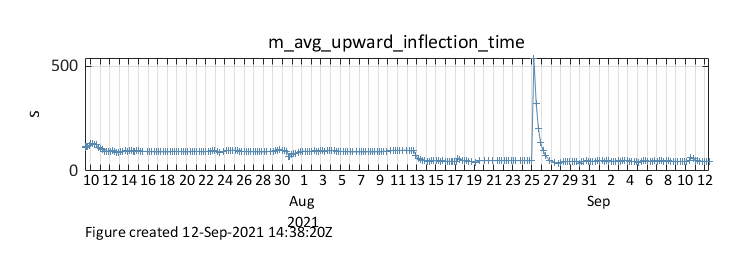 m_avg_upward_inflection_time
500
s
0
10 12 14 16 18 20 22 24 26 28 30 1 3 5 7 9 11 13 15 17 19 21 23 25 27 29 31 2 4 6 8 10 12
Aug Sep
2021
Figure created 12-Sep-2021 14:38:20Z